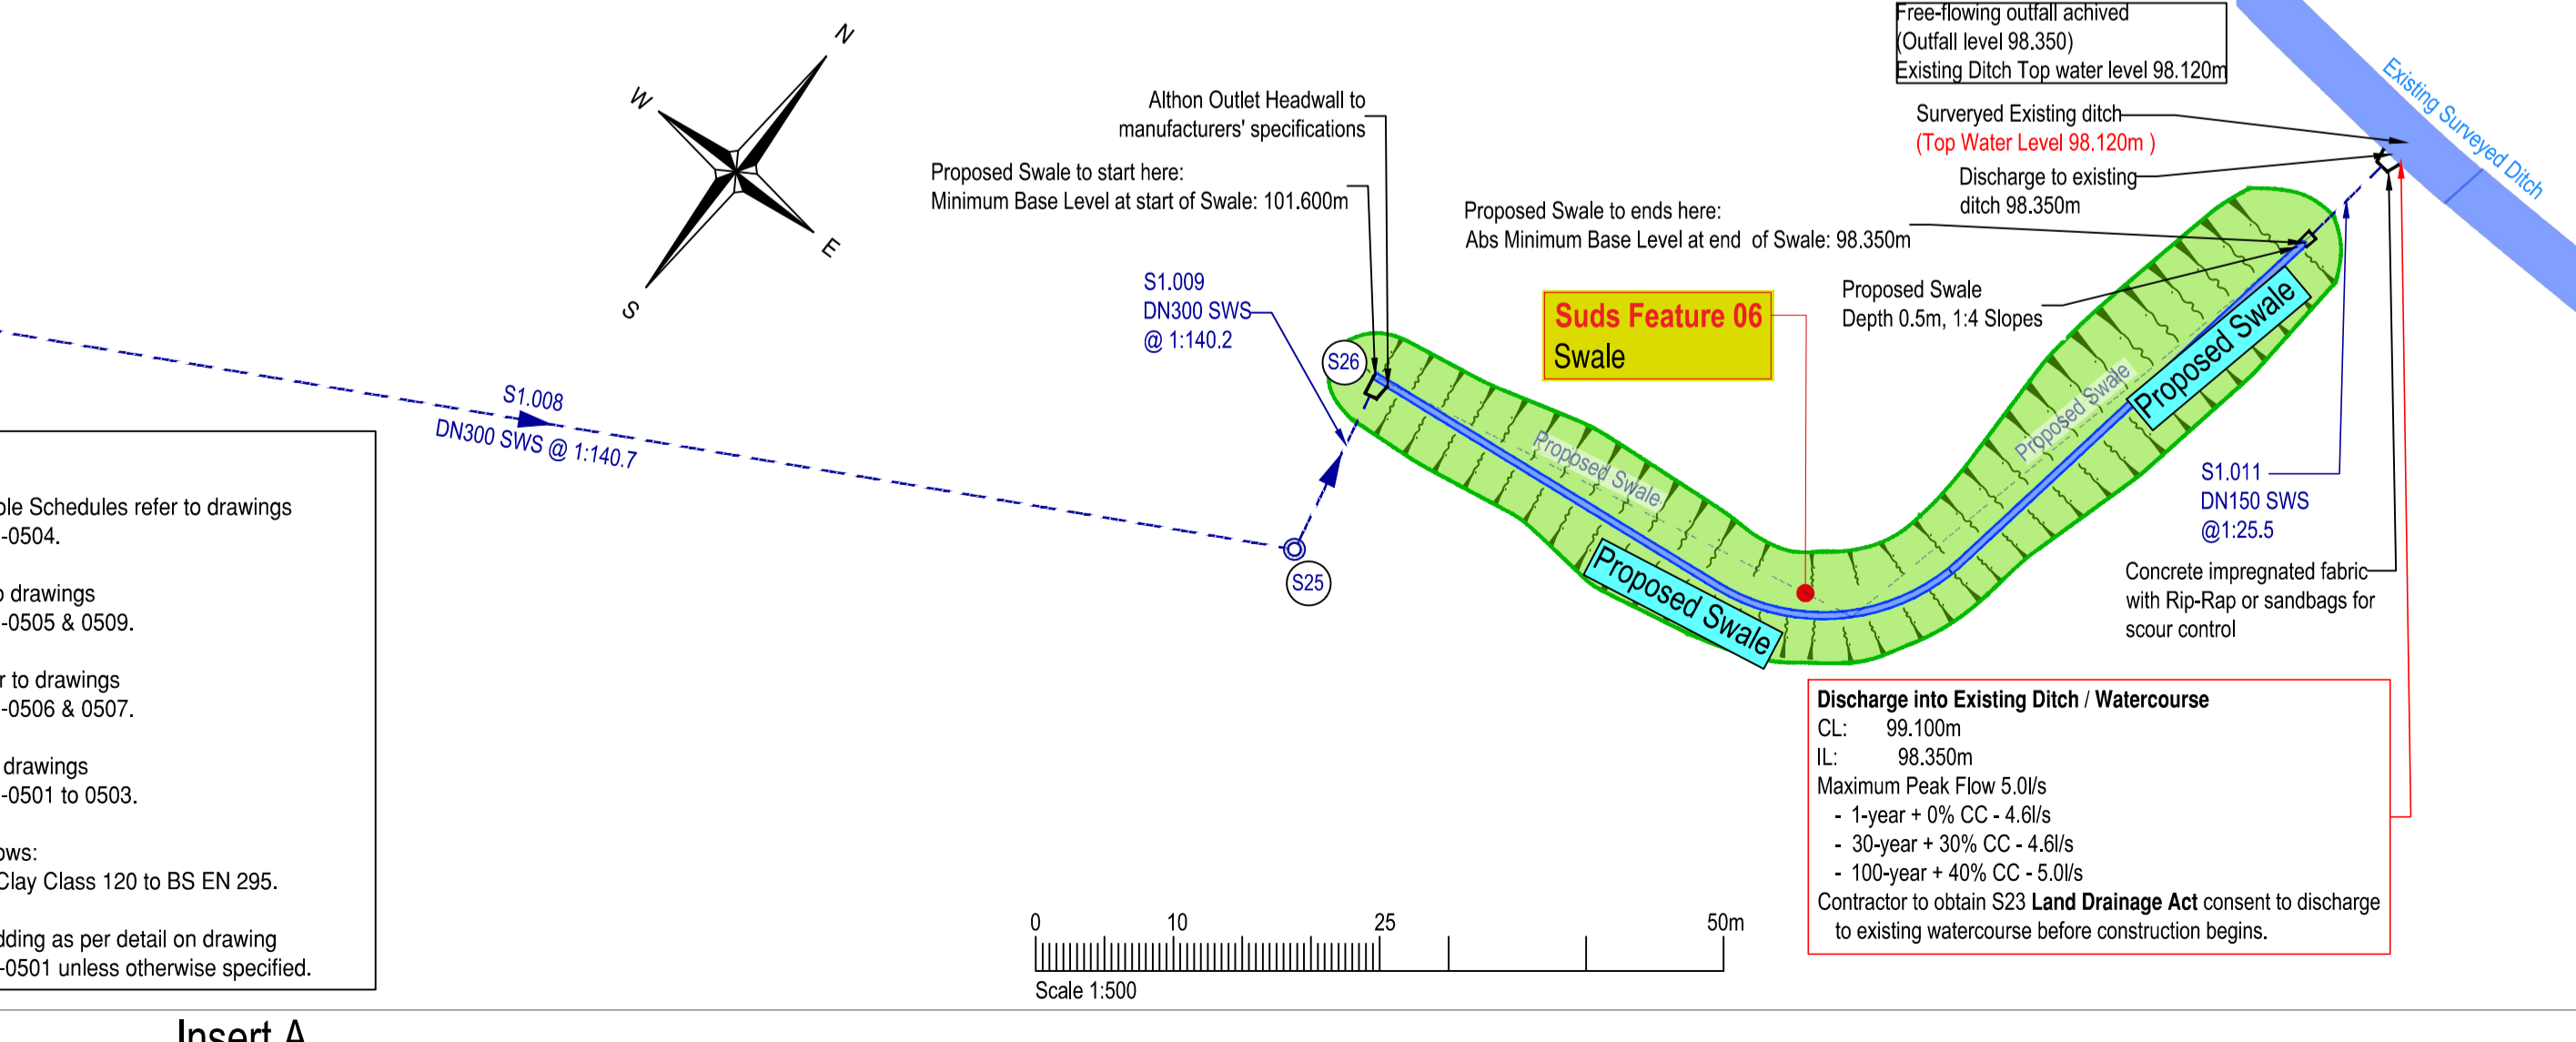 N
W
E
S
Free-flowing outfall achived
(Outfall level 98.350)
Existing Ditch Top water level 98.120m
Existing Surveyed Ditch
Surveryed Existing ditch
(Top Water Level 98.120m )
Discharge to existing
ditch 98.350m
Althon Outlet Headwall to
manufacturers' specifications
Proposed Swale to start here:
Minimum Base Level at start of Swale: 101.600m
Proposed Swale to ends here:
Abs Minimum Base Level at end of Swale: 98.350m
S1.009
DN300 SWS
@ 1:140.2
Suds Feature 06
Swale
Proposed Swale
Depth 0.5m, 1:4 Slopes
S26
S1.008
DN300 SWS @ 1:140.7
S25
Proposed Swale
Proposed Swale
Proposed Swale
Proposed Swale
S1.011
DN150 SWS
@1:25.5
Concrete impregnated fabric
with Rip-Rap or sandbags for
scour control
ole Schedules refer to drawings
-0504.
o drawings
-0505 & 0509.
r to drawings
-0506 & 0507.
drawings
-0501 to 0503.
ows:
Clay Class 120 to BS EN 295.
dding as per detail on drawing
-0501 unless otherwise specified.
Discharge into Existing Ditch / Watercourse
CL: 99.100m
IL: 98.350m
Maximum Peak Flow 5.0l/s
- 1-year + 0% CC - 4.6l/s
- 30-year + 30% CC - 4.6l/s
- 100-year + 40% CC - 5.0l/s
Contractor to obtain S23 Land Drainage Act consent to discharge
to existing watercourse before construction begins.
0 10 25 50m
Scale 1:500
Insert A